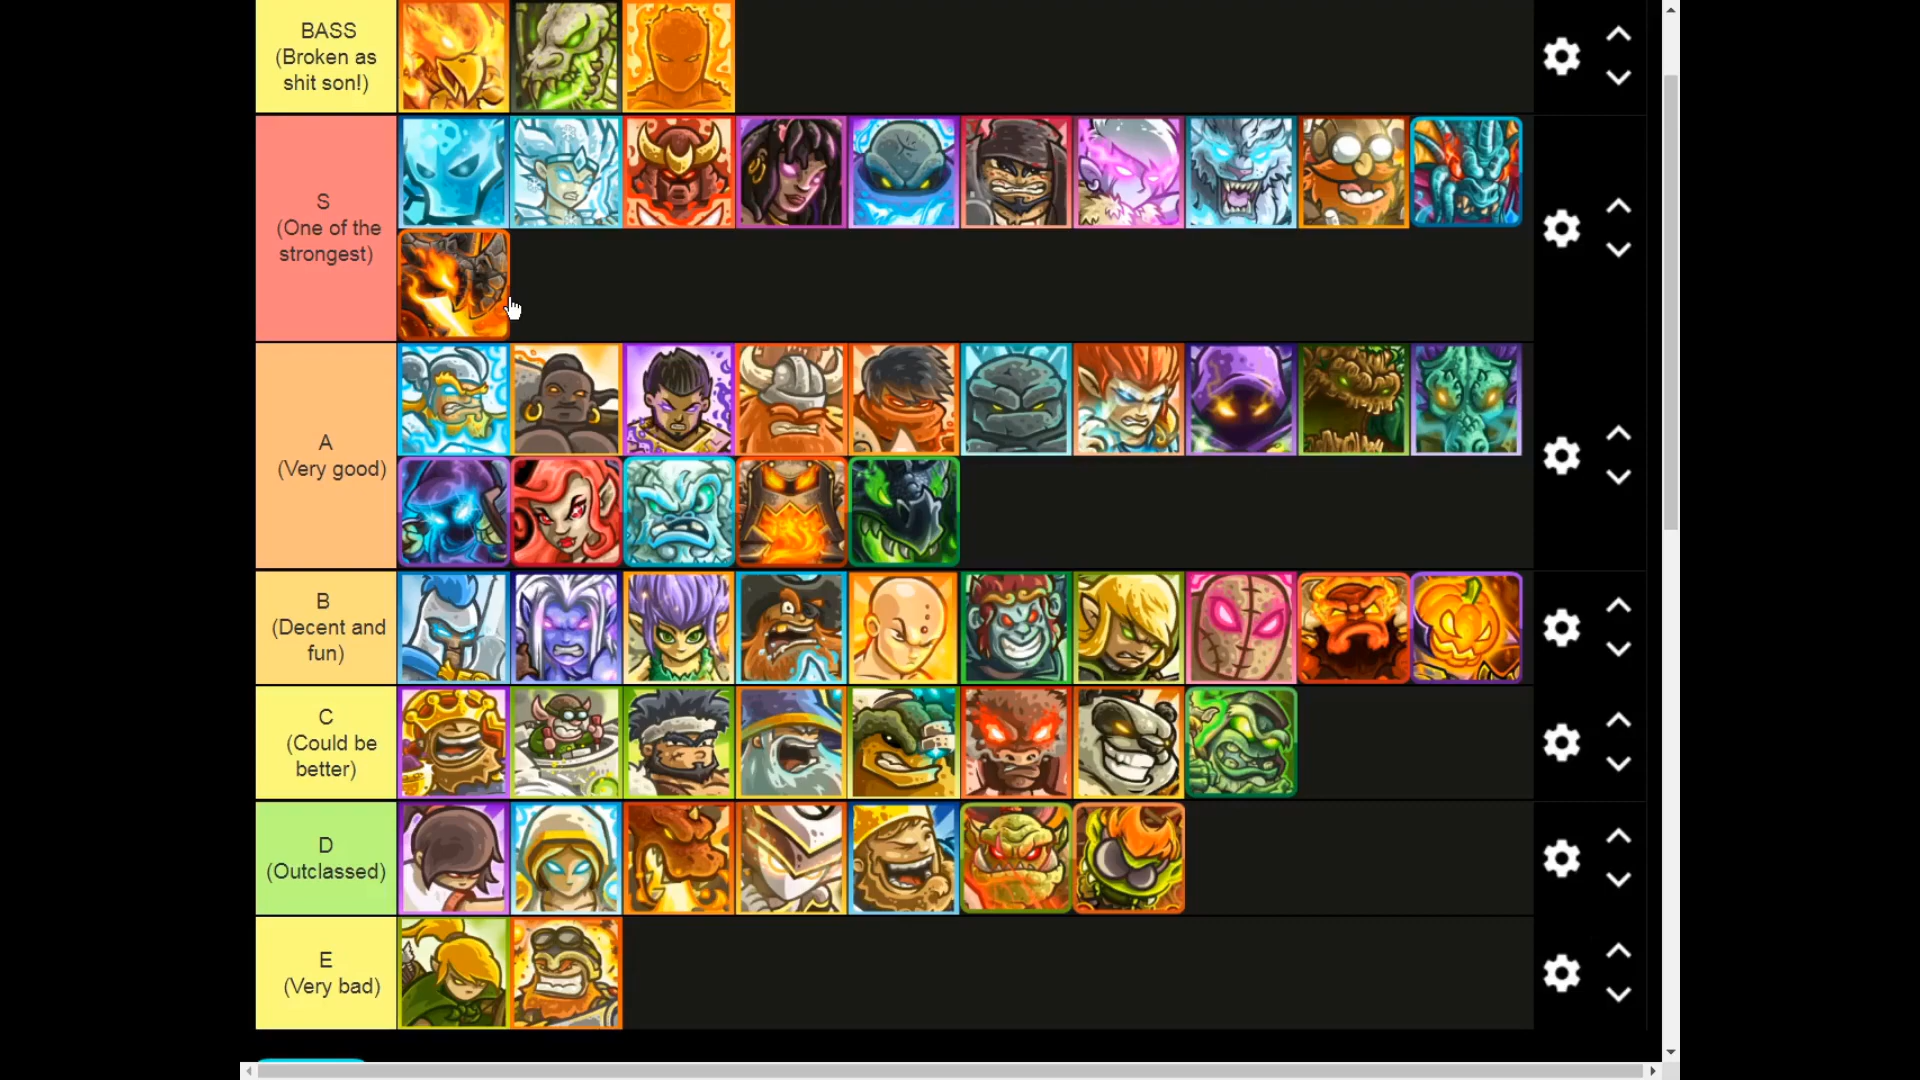 BASS
(Broken as
shit son!)
S
(One of the
strongest)
A
(Very good)
B
(Decent and
fun)
C
(Could be
better)
D
(Outclassed)
E
(Very bad)